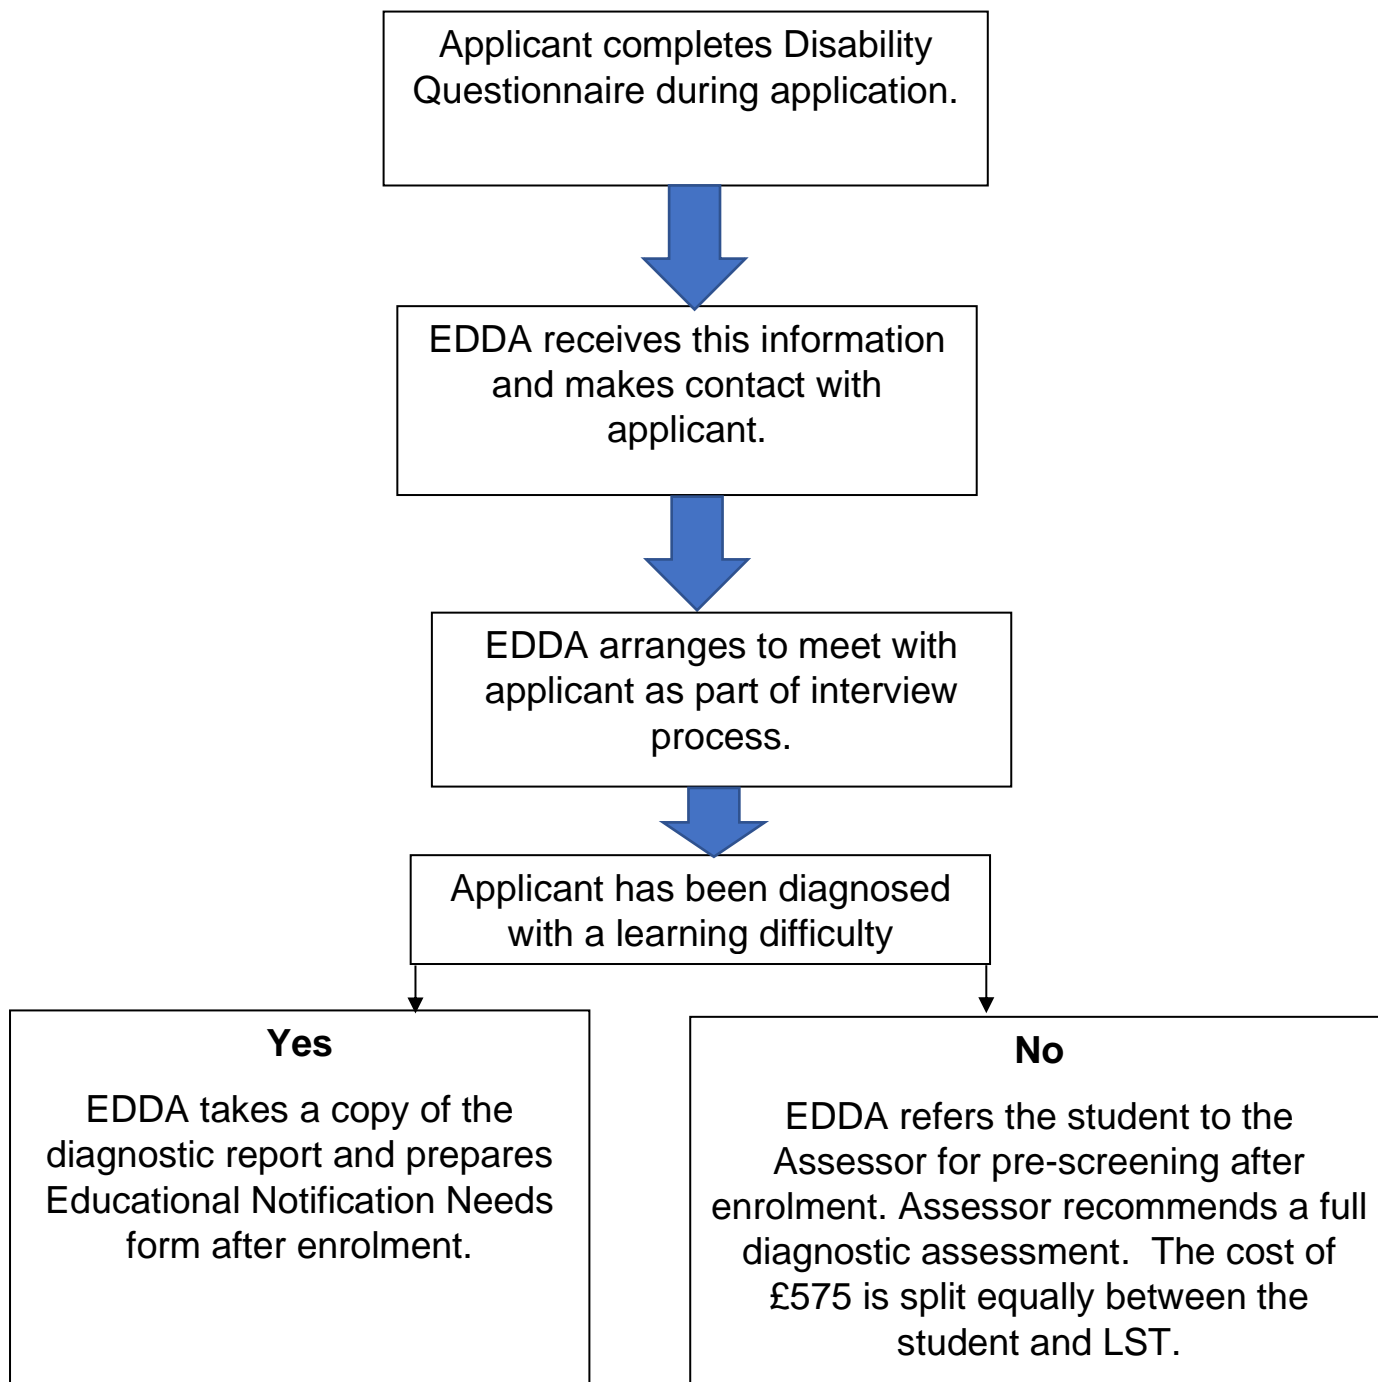 Applicant completes Disability
Questionnaire during application.
EDDA receives this information
and makes contact with
applicant.
EDDA arranges to meet with
applicant as part of interview
process.
Applicant has been diagnosed
with a learning difficulty
Yes
EDDA takes a copy of the
diagnostic report and prepares
Educational Notification Needs
form after enrolment.
No
EDDA refers the student to the
Assessor for pre-screening after
enrolment. Assessor recommends a full
diagnostic assessment.  The cost of
£575 is split equally between the
student and LST.